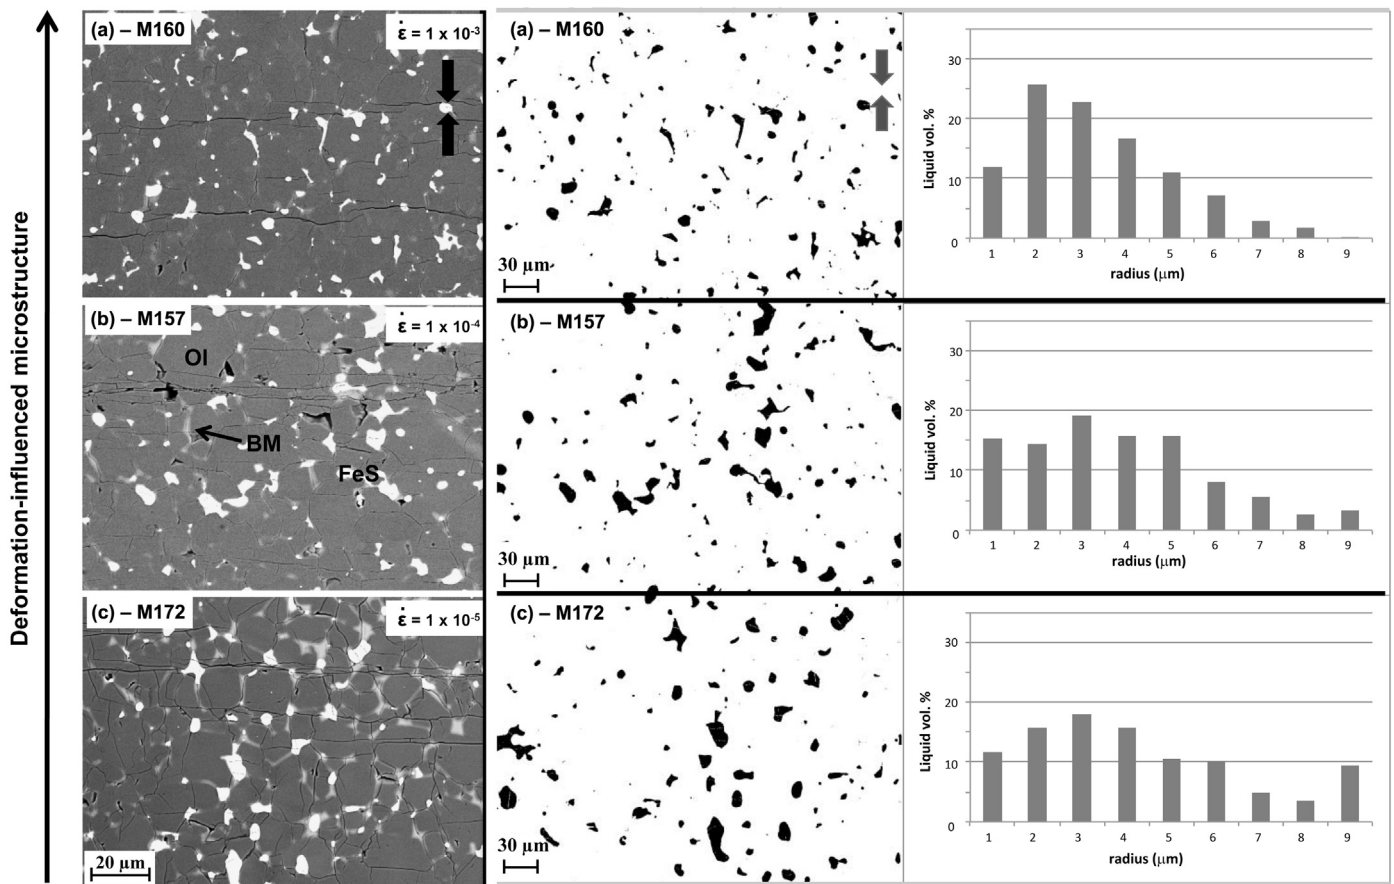 Deformation-influenced microstructure
(a) – M160
ε̇ = 1 x 10⁻³
(b) – M157
ε̇ = 1 x 10⁻⁴
Ol
BM
FeS
(c) – M172
ε̇ = 1 x 10⁻⁵
20 µm
(a) – M160
30 µm
(b) – M157
30 µm
(c) – M172
30 µm
Liquid vol. %
30
20
10
0
1 2 3 4 5 6 7 8 9
radius (µm)
Liquid vol. %
30
20
10
0
1 2 3 4 5 6 7 8 9
radius (µm)
Liquid vol. %
30
20
10
0
1 2 3 4 5 6 7 8 9
radius (µm)